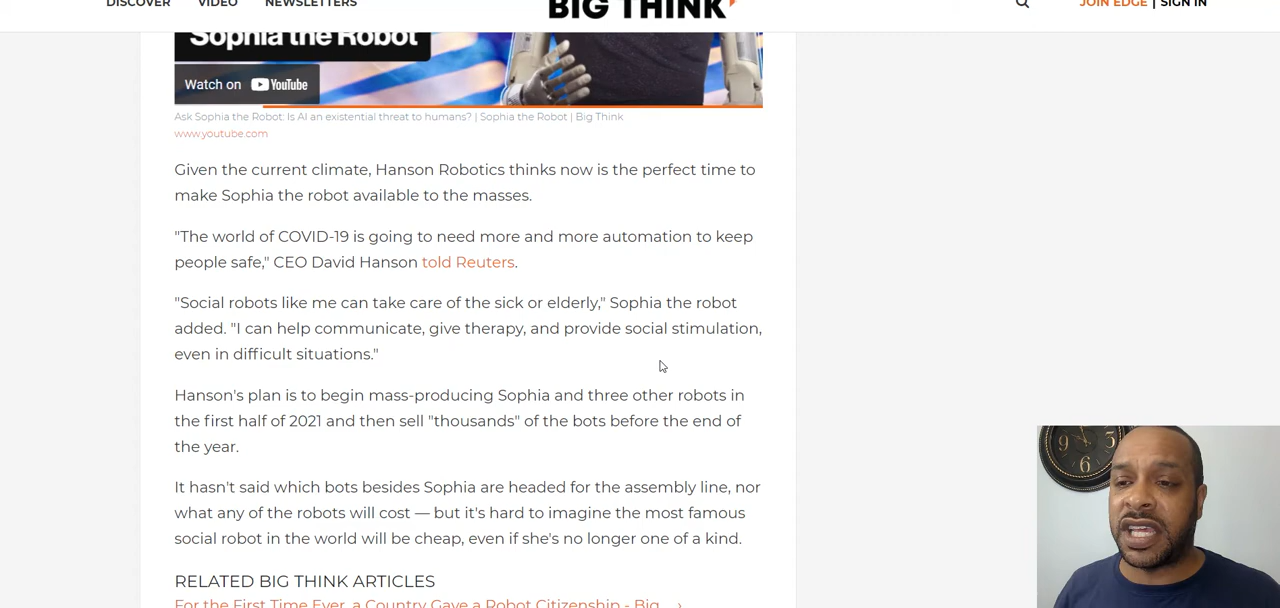 DISCOVER VIDEO NEWSLETTERS BIG THINK JOIN EDGE | SIGN IN
Sophia the Robot
Watch on YouTube
Ask Sophia the Robot: Is AI an existential threat to humans? | Sophia the Robot | Big Think
www.youtube.com
Given the current climate, Hanson Robotics thinks now is the perfect time to
make Sophia the robot available to the masses.
"The world of COVID-19 is going to need more and more automation to keep
people safe," CEO David Hanson told Reuters.
"Social robots like me can take care of the sick or elderly," Sophia the robot
added. "I can help communicate, give therapy, and provide social stimulation,
even in difficult situations."
Hanson's plan is to begin mass-producing Sophia and three other robots in
the first half of 2021 and then sell "thousands" of the bots before the end of
the year.
It hasn't said which bots besides Sophia are headed for the assembly line, nor
what any of the robots will cost — but it's hard to imagine the most famous
social robot in the world will be cheap, even if she's no longer one of a kind.
RELATED BIG THINK ARTICLES
For the First Time Ever, a Country Gave a Robot Citizenship - Big ... ›